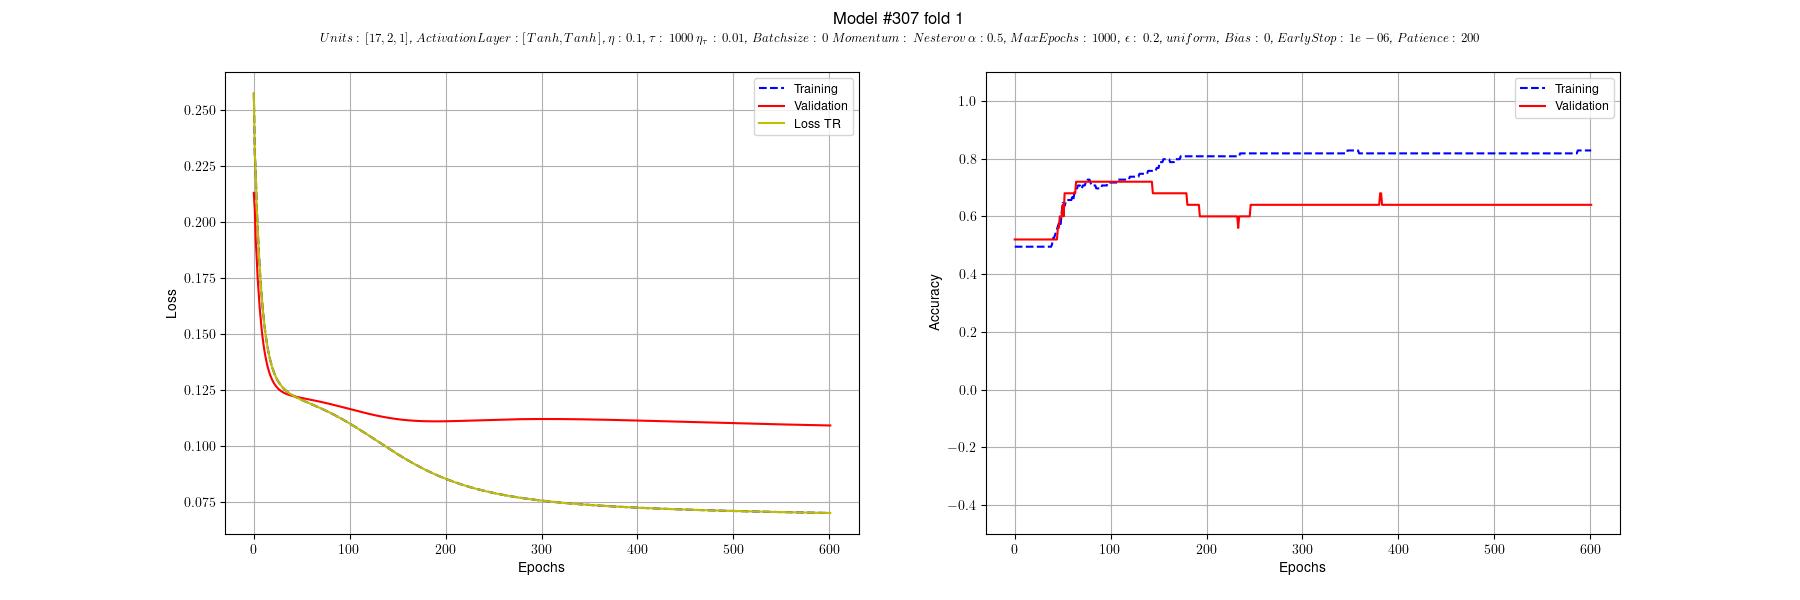 Model #307 fold 1
Units : [17, 2, 1], ActivationLayer : [Tanh, Tanh], η : 0.1, τ : 1000 ητ : 0.01, Batchsize : 0 Momentum : Nesterov α : 0.5, MaxEpochs : 1000, ϵ : 0.2, uniform, Bias : 0, EarlyStop : 1e − 06, Patience : 200
Training
Validation
Loss TR
0.250
0.225
0.200
0.175
0.150
0.125
0.100
0.075
Loss
0 100 200 300 400 500 600
Epochs
Training
Validation
1.0
0.8
0.6
0.4
0.2
0.0
−0.2
−0.4
Accuracy
0 100 200 300 400 500 600
Epochs